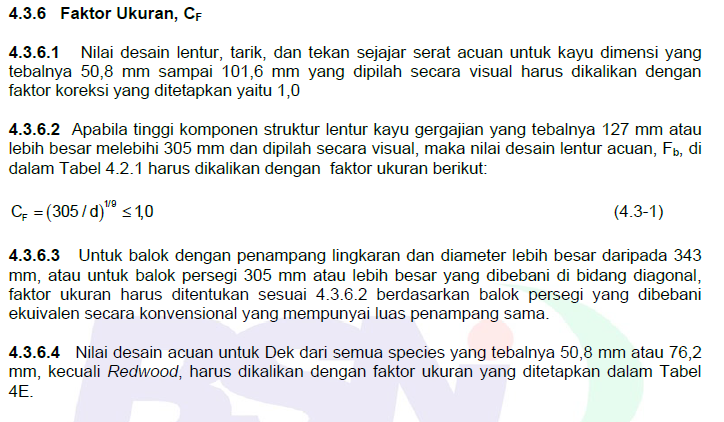 4.3.6 Faktor Ukuran, CF
4.3.6.1 Nilai desain lentur, tarik, dan tekan sejajar serat acuan untuk kayu dimensi yang
tebalnya 50,8 mm sampai 101,6 mm yang dipilah secara visual harus dikalikan dengan
faktor koreksi yang ditetapkan yaitu 1,0
4.3.6.2 Apabila tinggi komponen struktur lentur kayu gergajian yang tebalnya 127 mm atau
lebih besar melebihi 305 mm dan dipilah secara visual, maka nilai desain lentur acuan, Fb, di
dalam Tabel 4.2.1 harus dikalikan dengan faktor ukuran berikut:
CF = (305 / d)^1/9 ≤ 1,0 (4.3-1)
4.3.6.3 Untuk balok dengan penampang lingkaran dan diameter lebih besar daripada 343
mm, atau untuk balok persegi 305 mm atau lebih besar yang dibebani di bidang diagonal,
faktor ukuran harus ditentukan sesuai 4.3.6.2 berdasarkan balok persegi yang dibebani
ekuivalen secara konvensional yang mempunyai luas penampang sama.
4.3.6.4 Nilai desain acuan untuk Dek dari semua species yang tebalnya 50,8 mm atau 76,2
mm, kecuali Redwood, harus dikalikan dengan faktor ukuran yang ditetapkan dalam Tabel
4E.
BSN